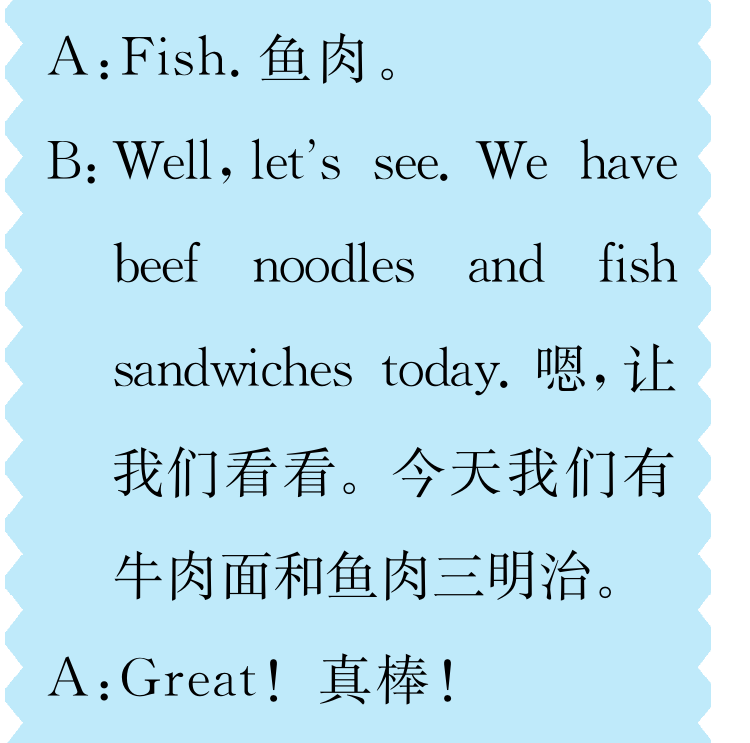 A:Fish. 鱼肉。
B: Well, let's see. We have
beef noodles and fish
sandwiches today. 嗯,让
我们看看。今天我们有
牛肉面和鱼肉三明治。
A:Great! 真棒!